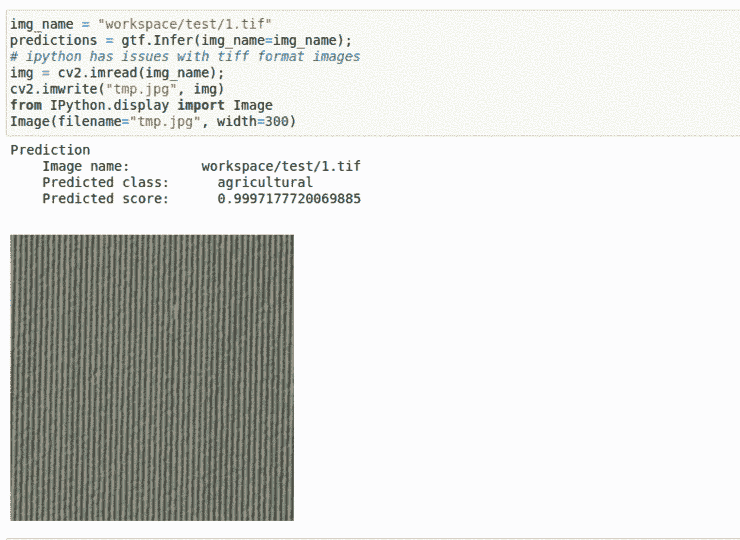 img_name = "workspace/test/1.tif"
predictions = gtf.Infer(img_name=img_name);
# ipython has issues with tiff format images
img = cv2.imread(img_name);
cv2.imwrite("tmp.jpg", img)
from IPython.display import Image
Image(filename="tmp.jpg", width=300)
Prediction
    Image name:         workspace/test/1.tif
    Predicted class:      agricultural
    Predicted score:      0.9997177720069885